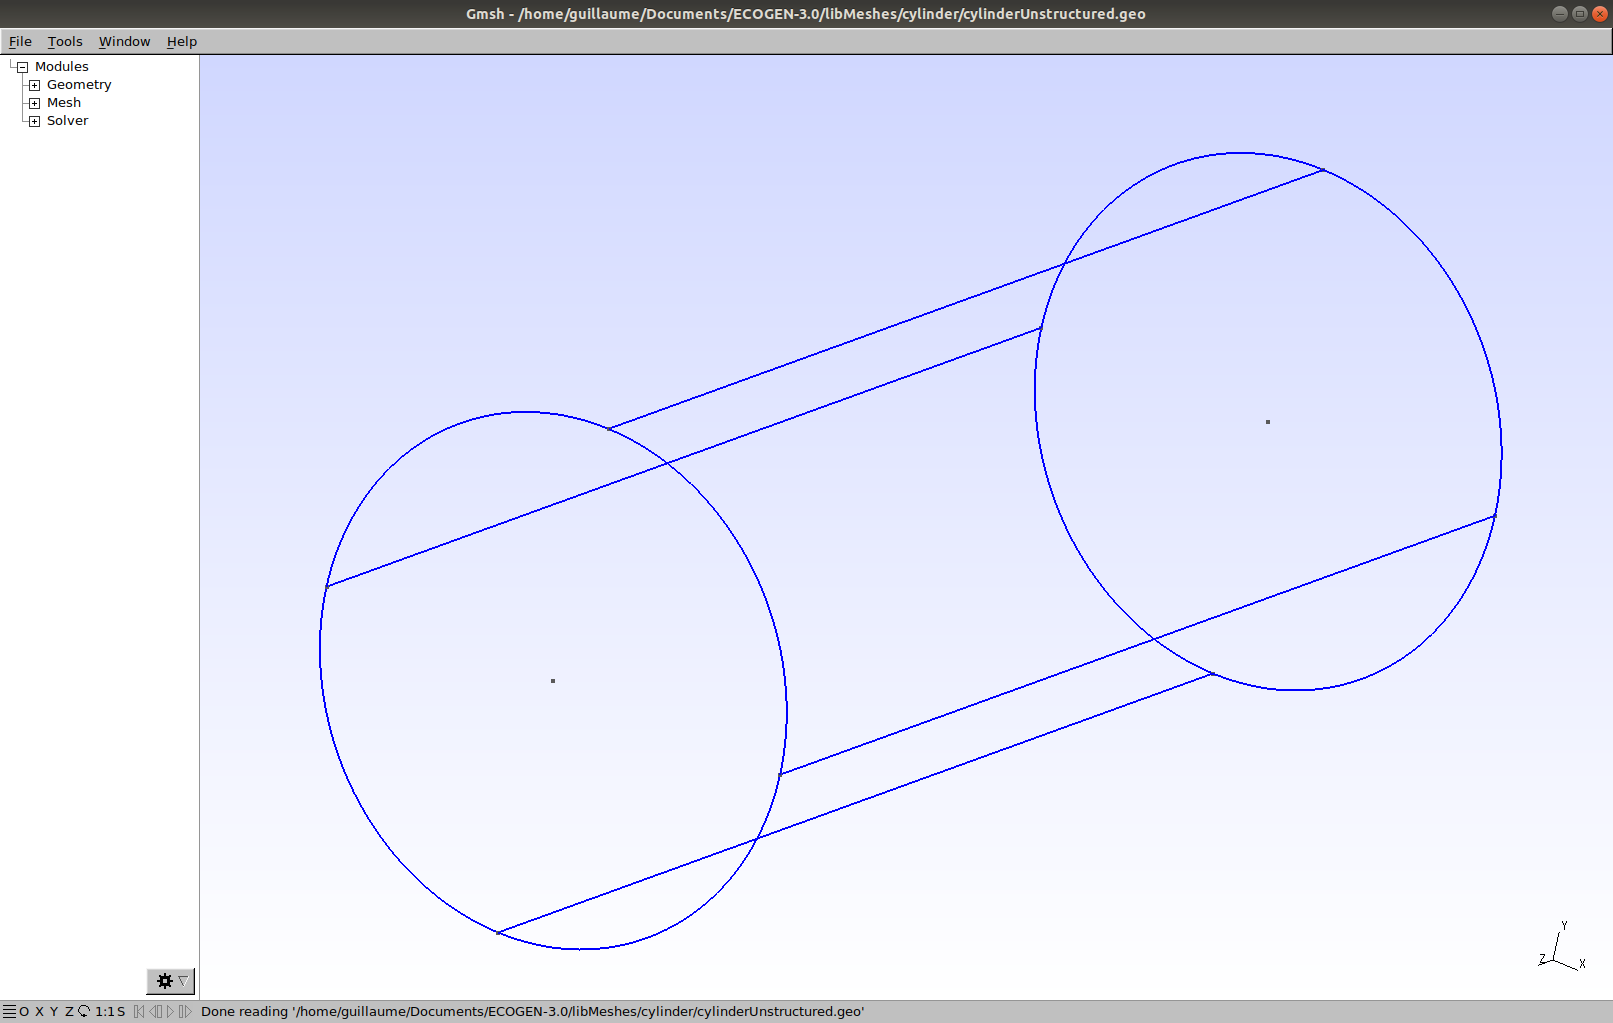 Gmsh - /home/guillaume/Documents/ECOGEN-3.0/libMeshes/cylinder/cylinderUnstructured.geo
File Tools Window Help
Modules
Geometry
Mesh
Solver
Y
Z X
O X Y Z 1:1 S Done reading '/home/guillaume/Documents/ECOGEN-3.0/libMeshes/cylinder/cylinderUnstructured.geo'